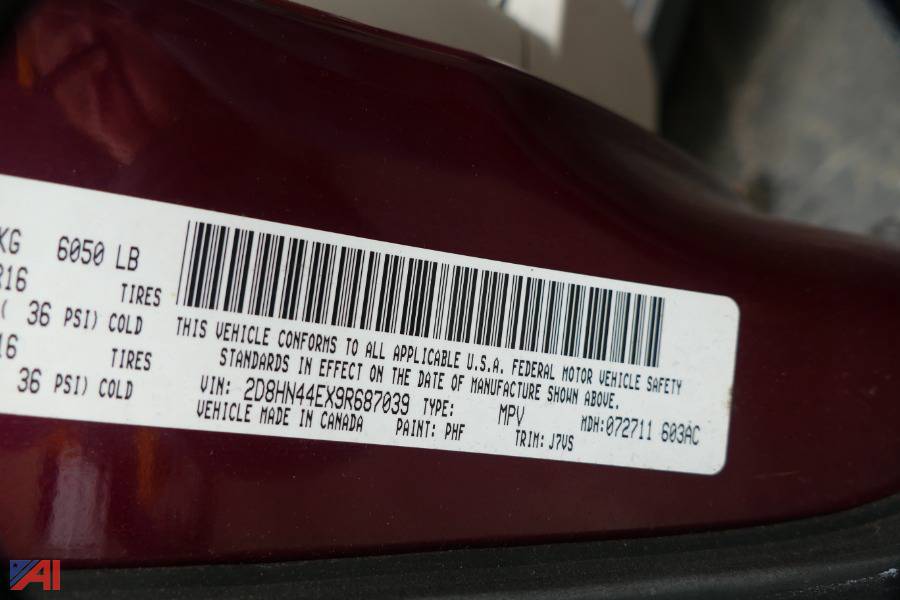 KG 6050 LB
R16 TIRES
( 36 PSI) COLD
16 TIRES
36 PSI) COLD
THIS VEHICLE CONFORMS TO ALL APPLICABLE U.S.A. FEDERAL MOTOR VEHICLE SAFETY
STANDARDS IN EFFECT ON THE DATE OF MANUFACTURE SHOWN ABOVE.
VIN: 2D8HN44EX9R687039 TYPE: MPV MDH:072711 603AC
VEHICLE MADE IN CANADA PAINT: PHF TRIM: J7VS
AI